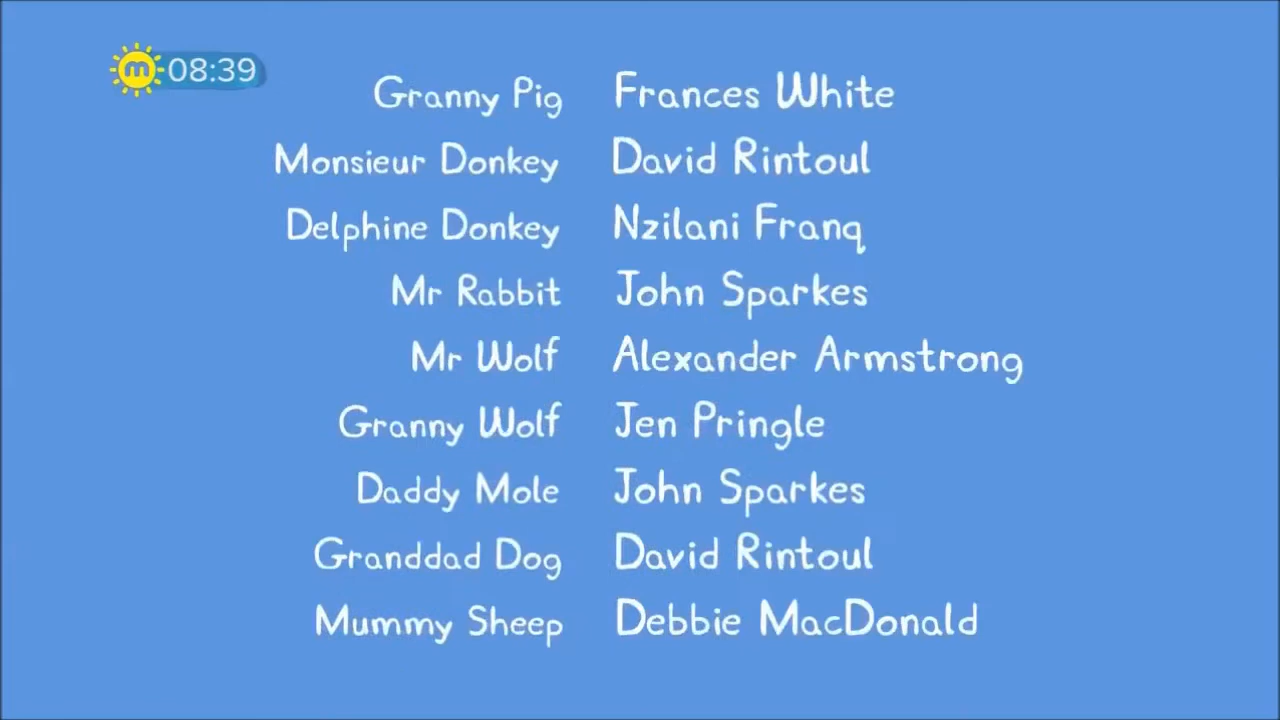 m 08:39
Granny Pig Frances White
Monsieur Donkey David Rintoul
Delphine Donkey Nzilani Franq
Mr Rabbit John Sparkes
Mr Wolf Alexander Armstrong
Granny Wolf Jen Pringle
Daddy Mole John Sparkes
Granddad Dog David Rintoul
Mummy Sheep Debbie MacDonald